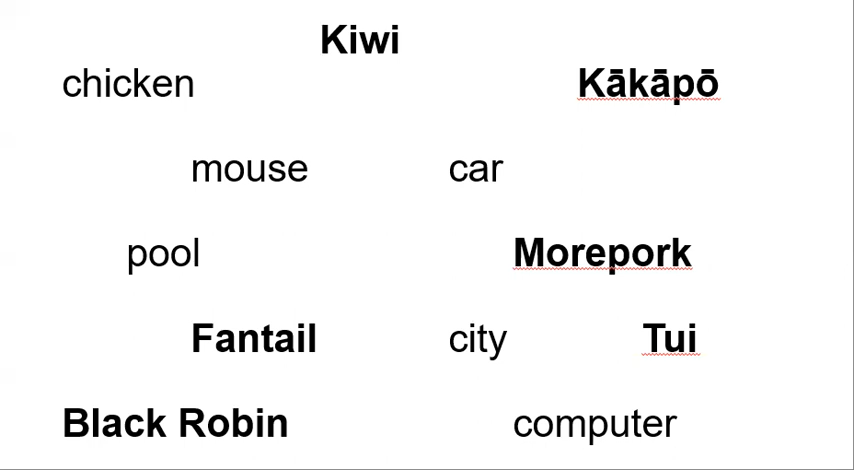 Kiwi
chicken Kākāpō
mouse car
pool Morepork
Fantail city Tui
Black Robin computer